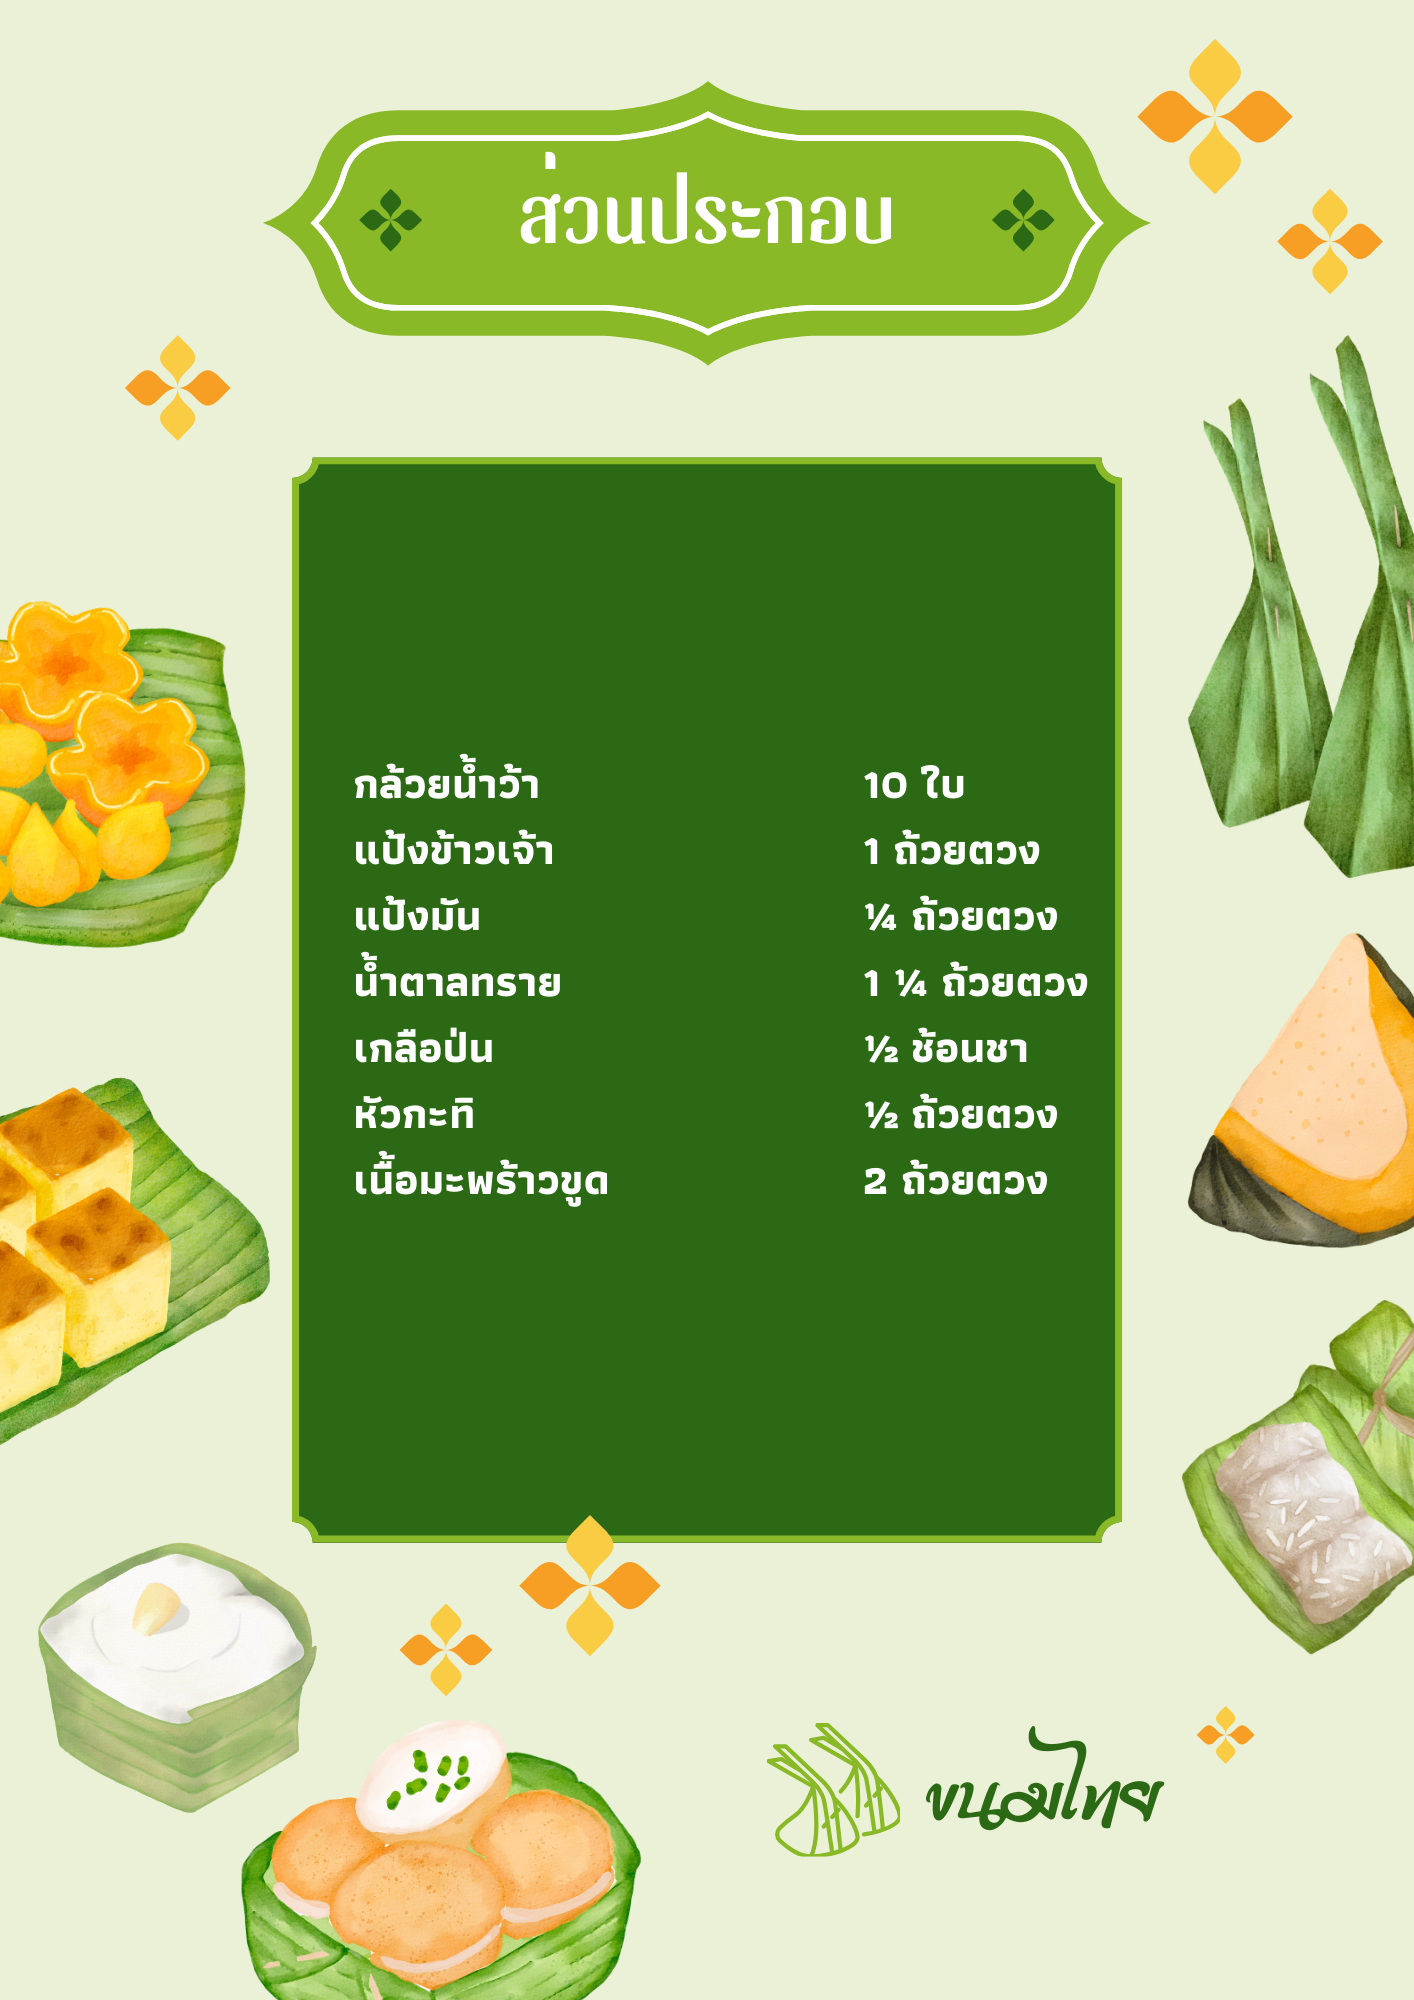 ส่วนประกอบ
กล้วยน้ำว้า 10 ใบ
แป้งข้าวเจ้า 1 ถ้วยตวง
แป้งมัน ¼ ถ้วยตวง
น้ำตาลทราย 1 ¼ ถ้วยตวง
เกลือป่น ½ ช้อนชา
หัวกะทิ ½ ถ้วยตวง
เนื้อมะพร้าวขูด 2 ถ้วยตวง
ขนมไทย